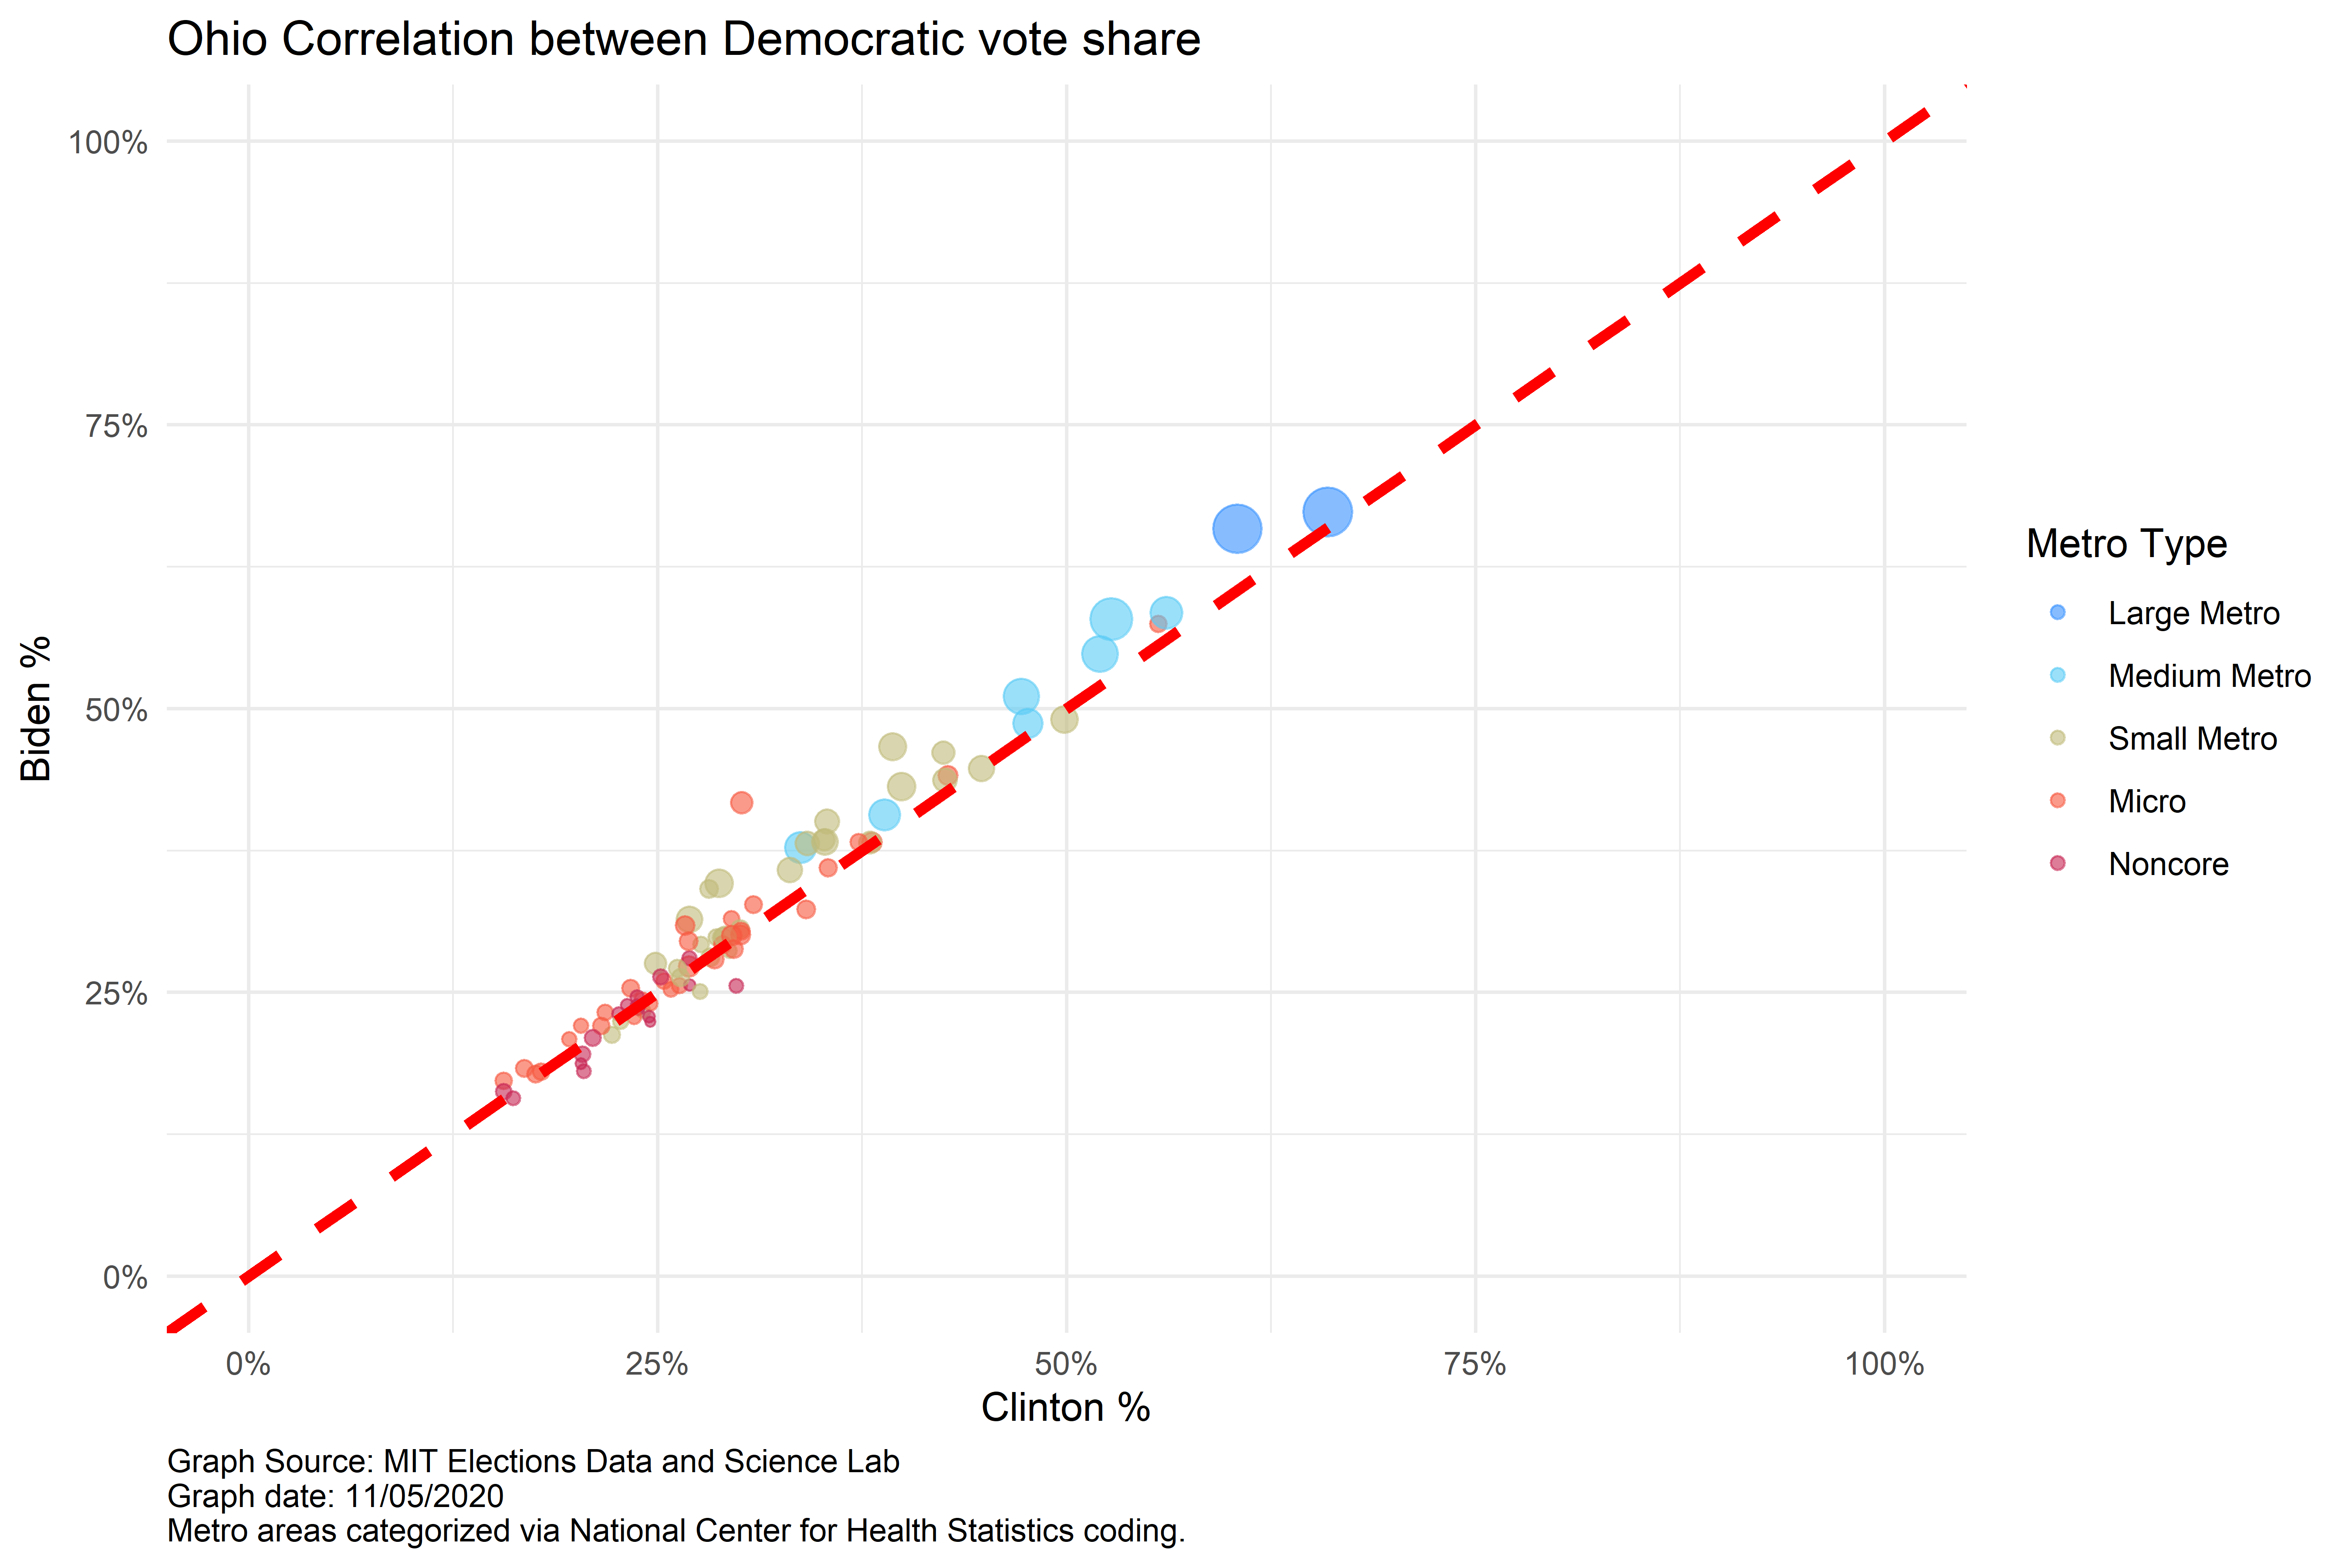 Ohio Correlation between Democratic vote share
100%
75%
50%
25%
0%
Biden %
0%
25%
50%
75%
100%
Clinton %
Metro Type
Large Metro
Medium Metro
Small Metro
Micro
Noncore
Graph Source: MIT Elections Data and Science Lab
Graph date: 11/05/2020
Metro areas categorized via National Center for Health Statistics coding.